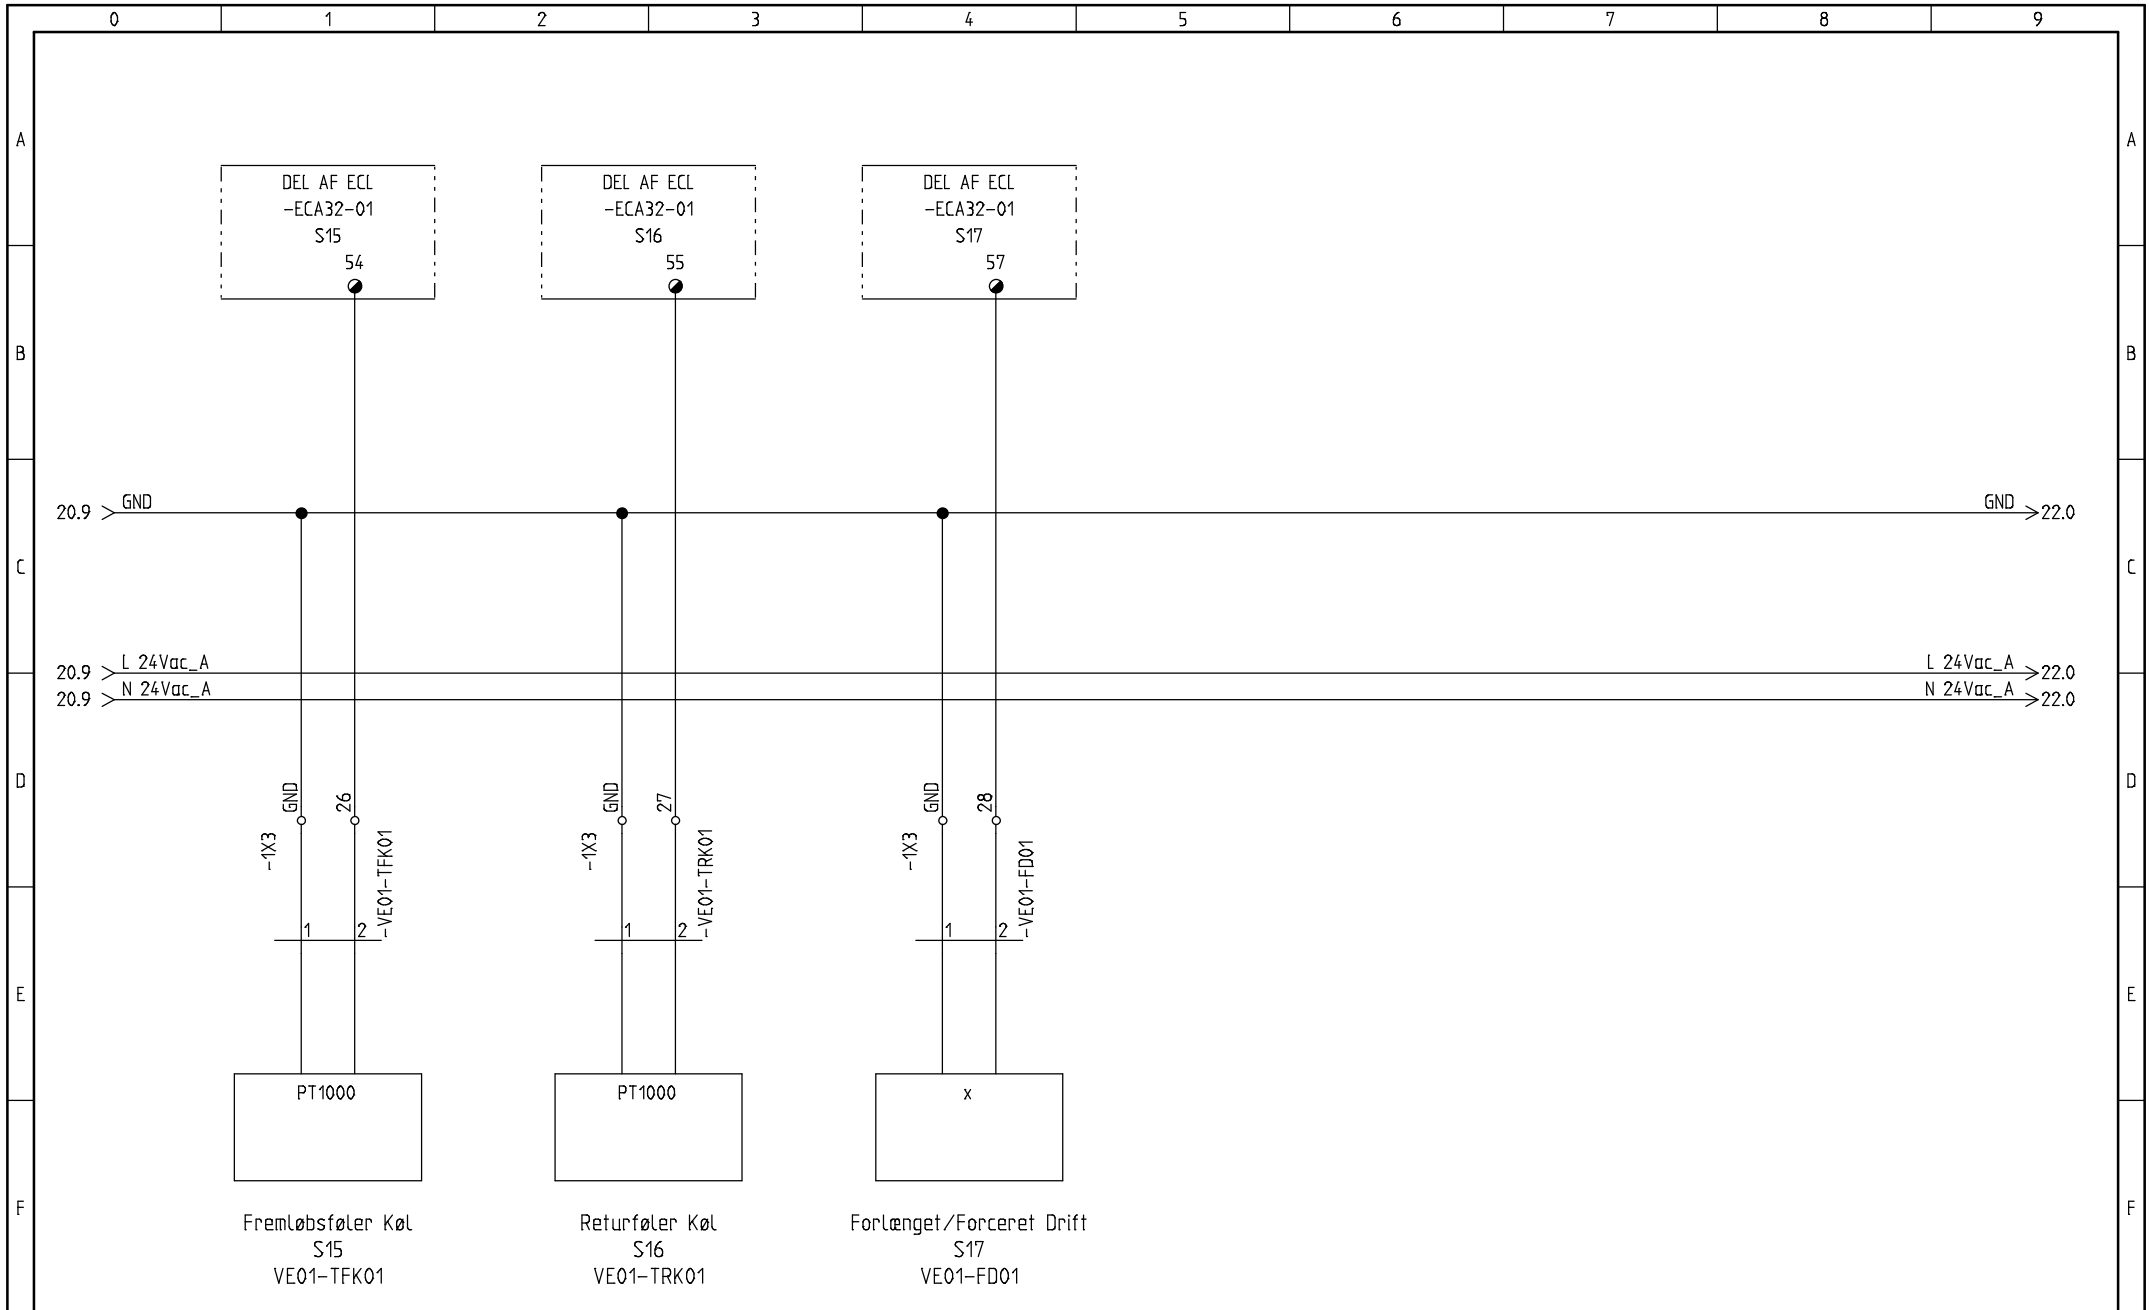 0 1 2 3 4 5 6 7 8 9
A A
DEL AF ECL DEL AF ECL DEL AF ECL
-ECA32-01 -ECA32-01 -ECA32-01
S15 S16 S17
54 55 57
B B
GND GND
20.9 22.0
C C
L 24Vac_A L 24Vac_A
20.9 22.0
N 24Vac_A N 24Vac_A
20.9 22.0
D D
GND 26 GND 27 GND 28
-1X3 -VE01-TFK01 -1X3 -VE01-TRK01 -1X3 -VE01-FD01
1 2 1 2 1 2
E E
PT1000 PT1000 x
F F
Fremløbsføler Køl Returføler Køl Forlænget/Forceret Drift
S15 S16 S17
VE01-TFK01 VE01-TRK01 VE01-FD01